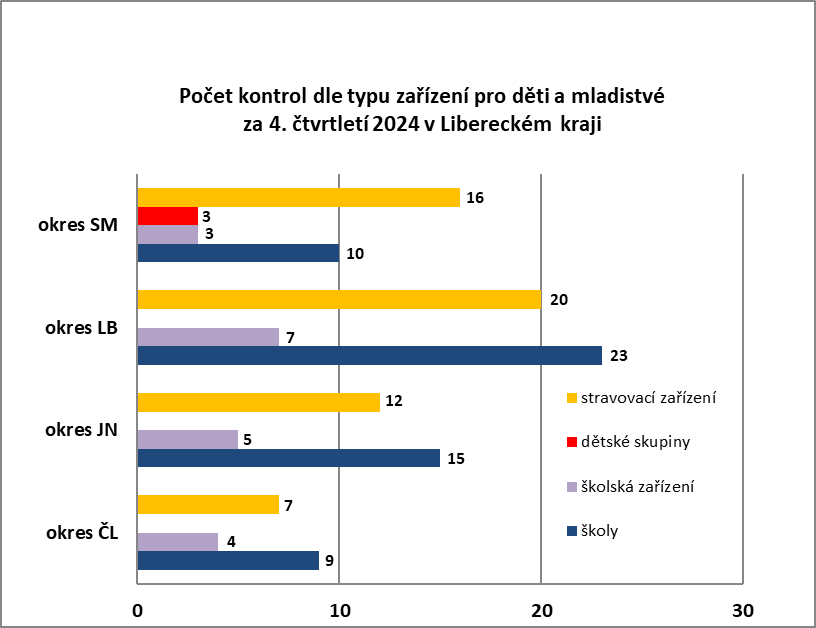 Počet kontrol dle typu zařízení pro děti a mladistvé
za 4. čtvrtletí 2024 v Libereckém kraji
okres SM
16
3
3
10
okres LB
20
7
23
okres JN
12
5
15
okres ČL
7
4
9
stravovací zařízení
dětské skupiny
školská zařízení
školy
0 10 20 30